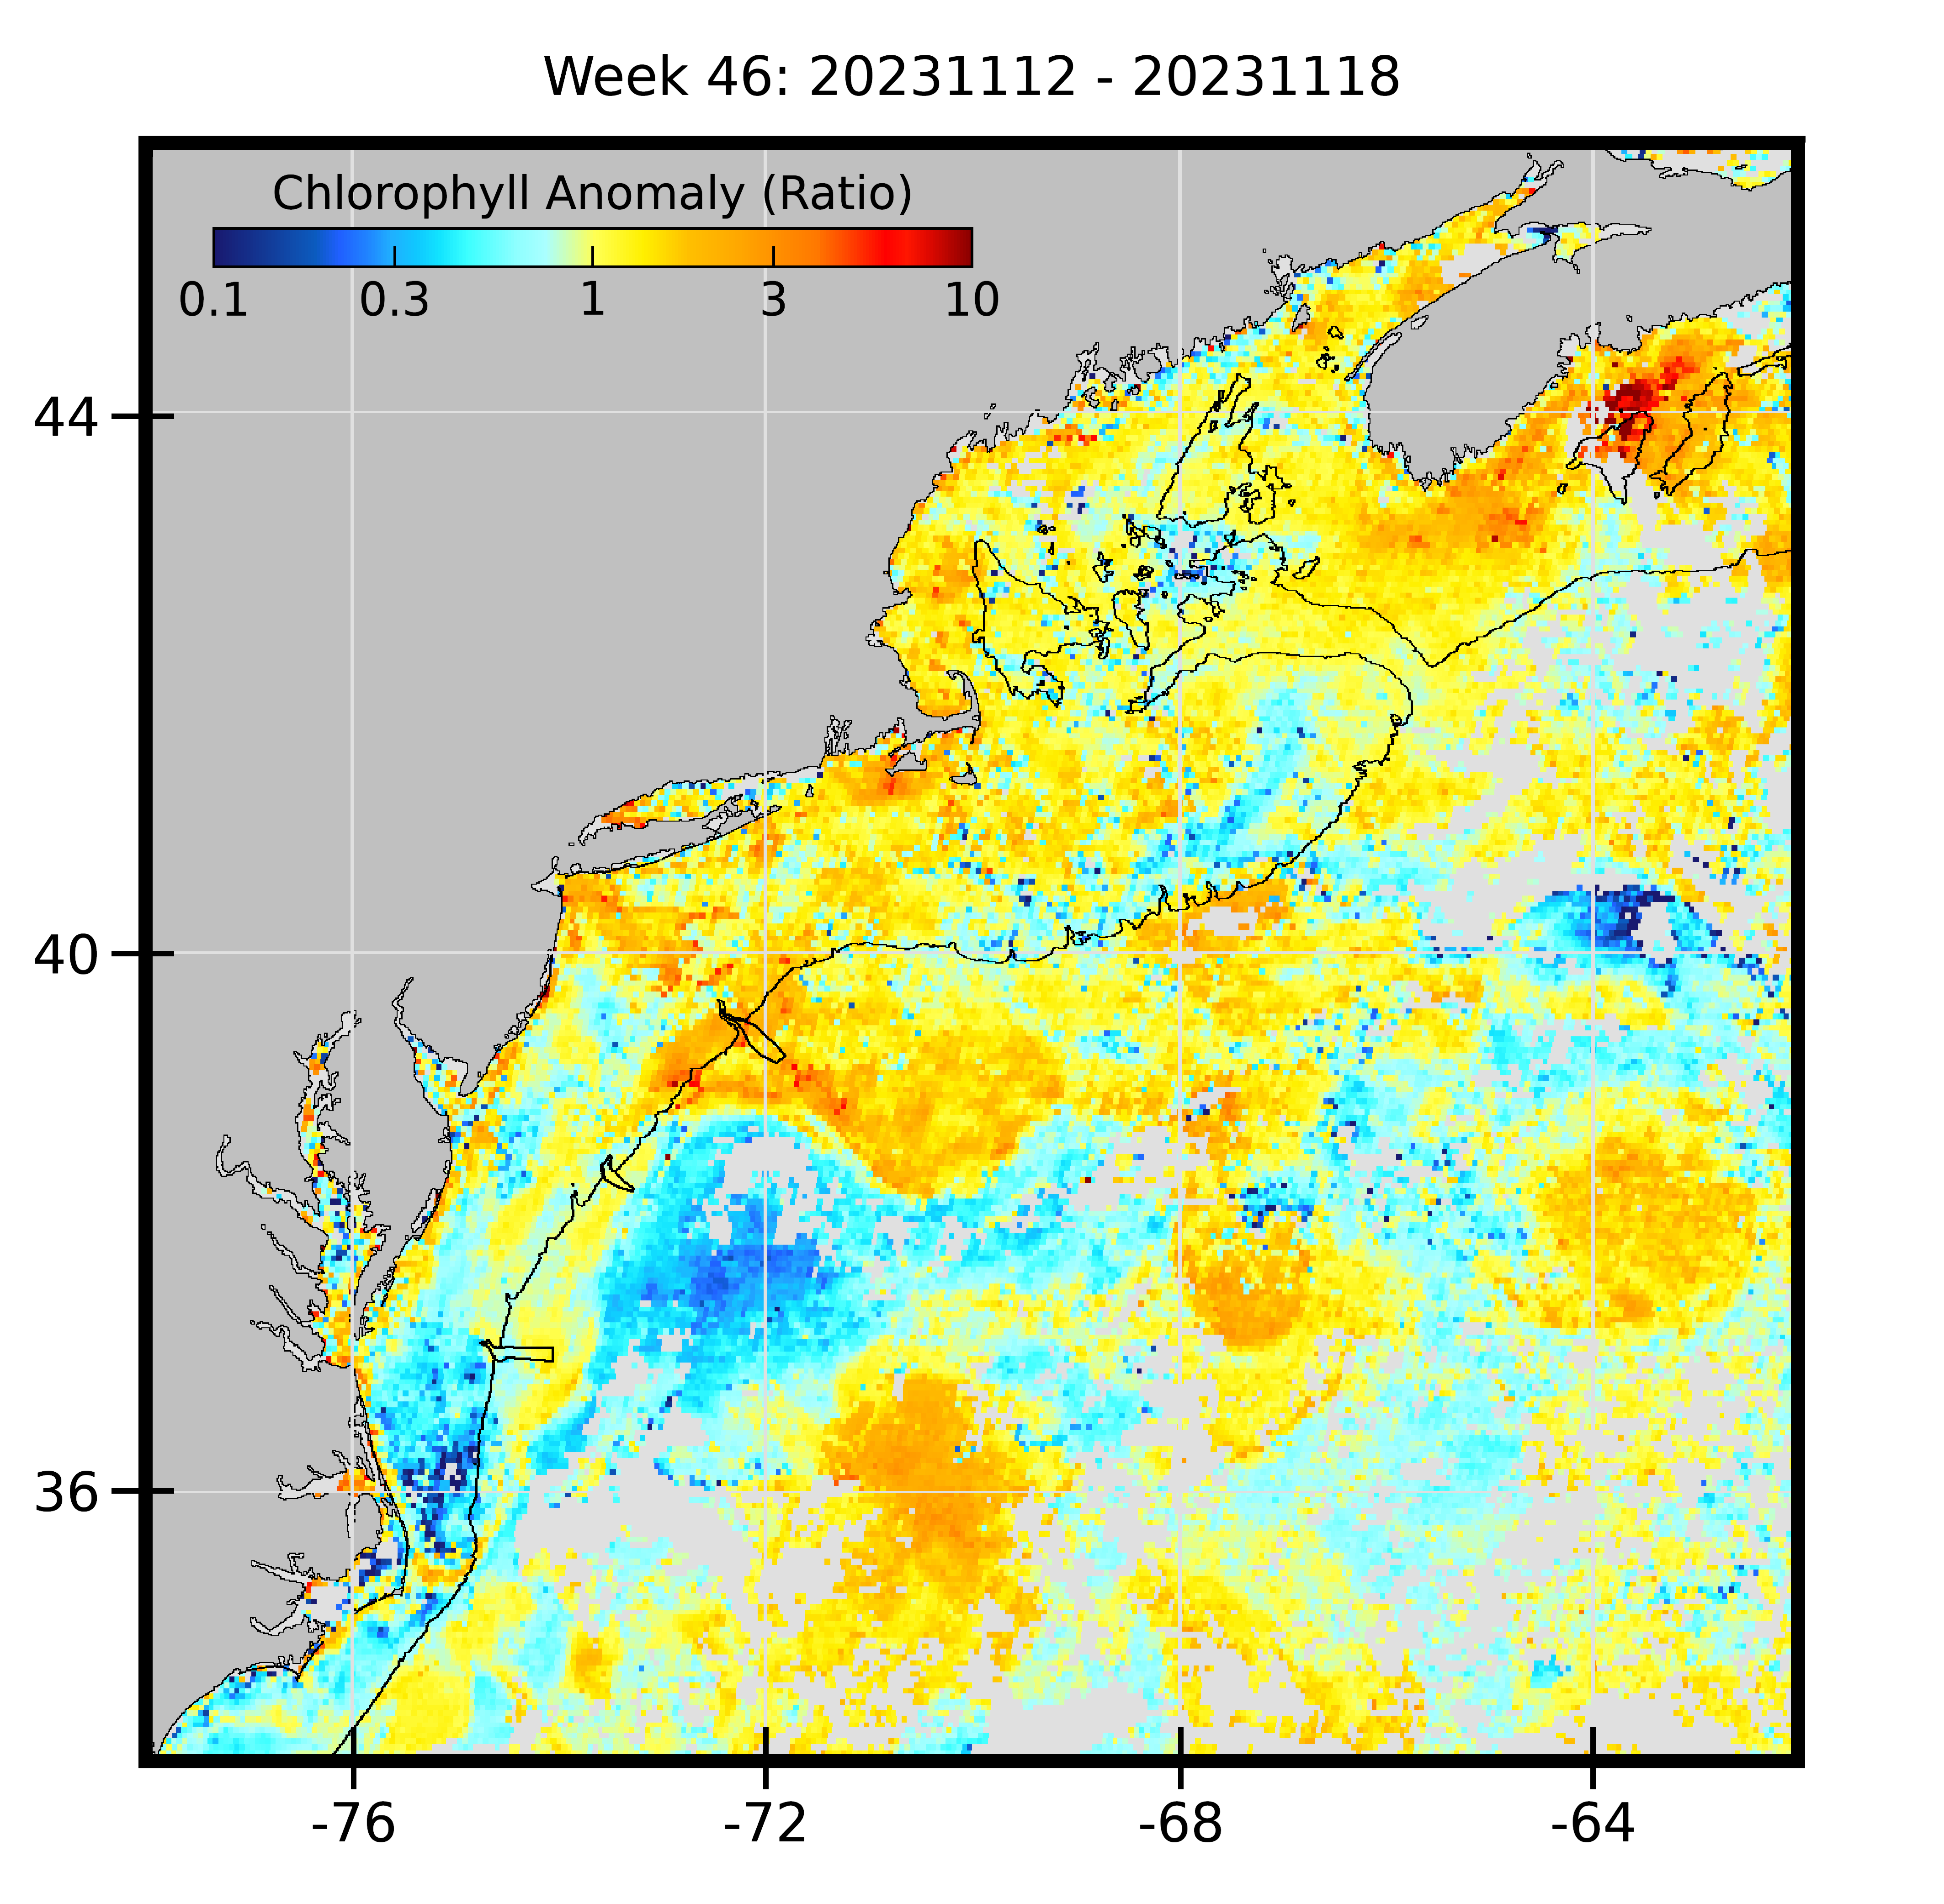 Week 46: 20231112 - 20231118
Chlorophyll Anomaly (Ratio)
0.1 0.3 1 3 10
44
40
36
-76 -72 -68 -64